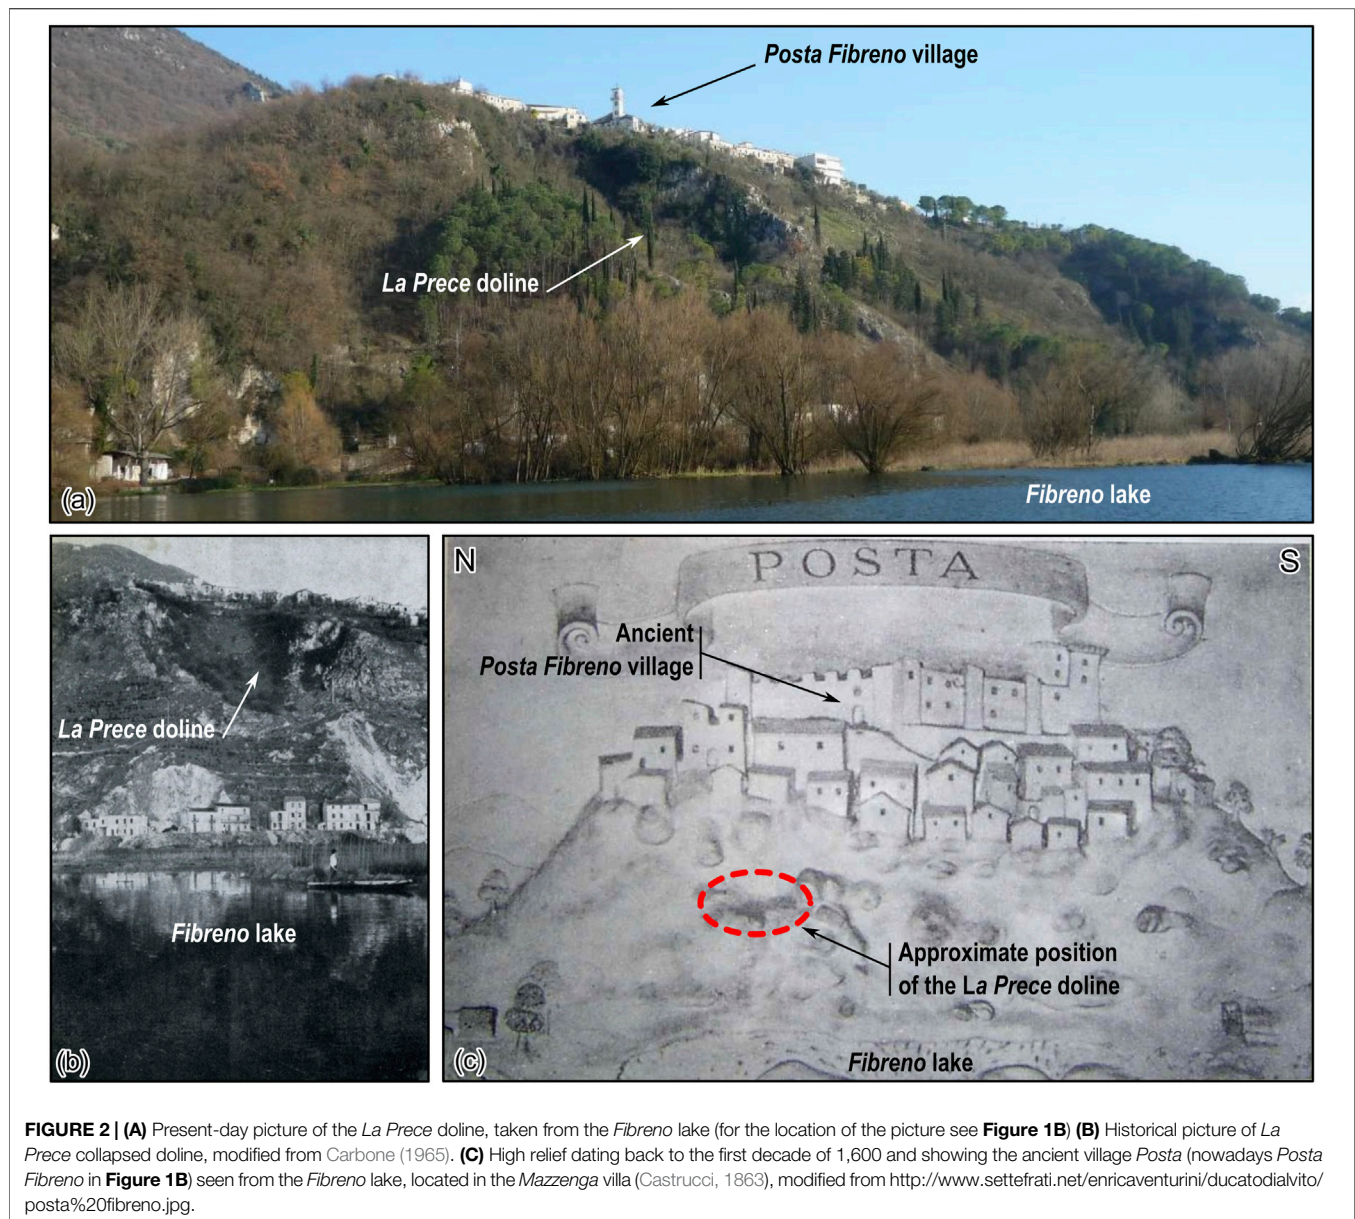 Posta Fibreno village
La Prece doline
Fibreno lake
(a)
La Prece doline
Fibreno lake
(b)
N
S
POSTA
Ancient
Posta Fibreno village
Approximate position
of the La Prece doline
Fibreno lake
(c)
FIGURE 2 | (A) Present-day picture of the La Prece doline, taken from the Fibreno lake (for the location of the picture see Figure 1B) (B) Historical picture of La
Prece collapsed doline, modified from Carbone (1965). (C) High relief dating back to the first decade of 1,600 and showing the ancient village Posta (nowadays Posta
Fibreno in Figure 1B) seen from the Fibreno lake, located in the Mazzenga villa (Castrucci, 1863), modified from http://www.settefrati.net/enricaventurini/ducatodialvito/
posta%20fibreno.jpg.